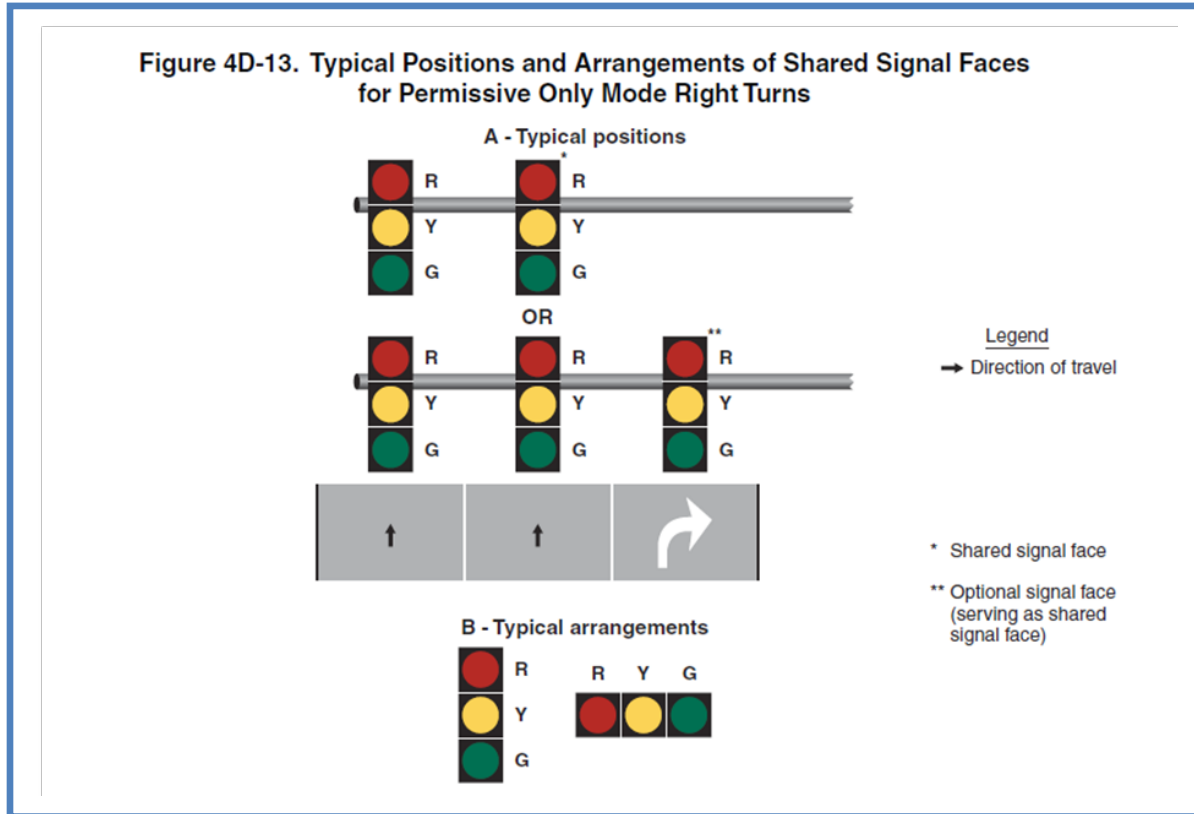 Figure 4D-13. Typical Positions and Arrangements of Shared Signal Faces
for Permissive Only Mode Right Turns
A - Typical positions
*
R R
Y Y
G G
OR
**
R R R
Y Y Y
G G G
Legend
Direction of travel
* Shared signal face
** Optional signal face
(serving as shared
signal face)
B - Typical arrangements
R
Y
G
R Y G